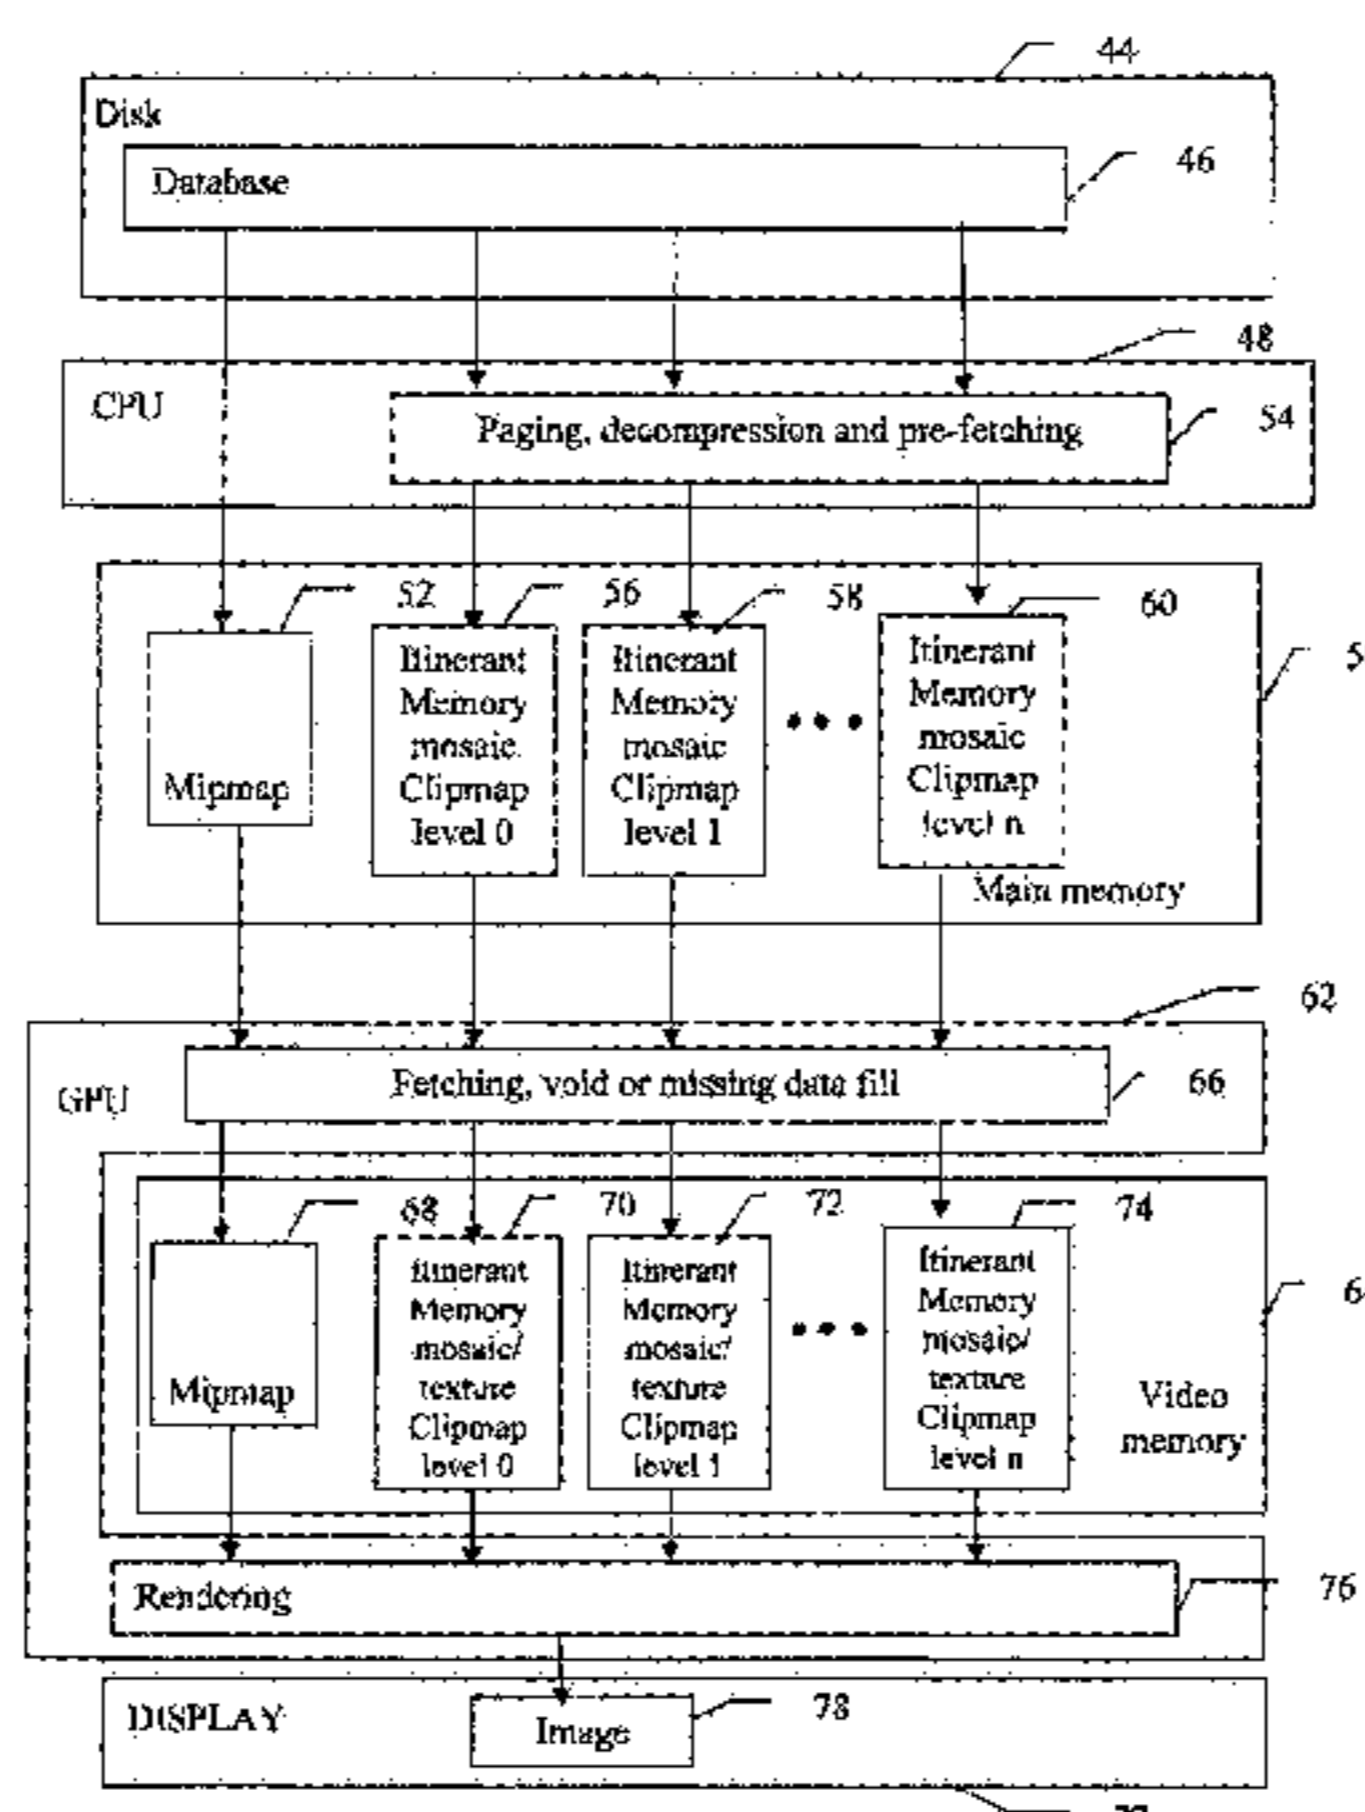 44
Disk
46
Database
48
CPU
54
Paging, decompression and pre-fetching
52
56
58
60
Mipmap
Itinerant
Memory
mosaic
Clipmap
level 0
Itinerant
Memory
mosaic
Clipmap
level 1
Itinerant
Memory
mosaic
Clipmap
level n
Main memory
5
62
GPU
Fetching, void or missing data fill
66
68
70
72
74
Mipmap
Itinerant
Memory
mosaic/
texture
Clipmap
level 0
Itinerant
Memory
mosaic/
texture
Clipmap
level 1
Itinerant
Memory
mosaic/
texture
Clipmap
level n
6
Video
memory
Rendering
76
DISPLAY
Image
78